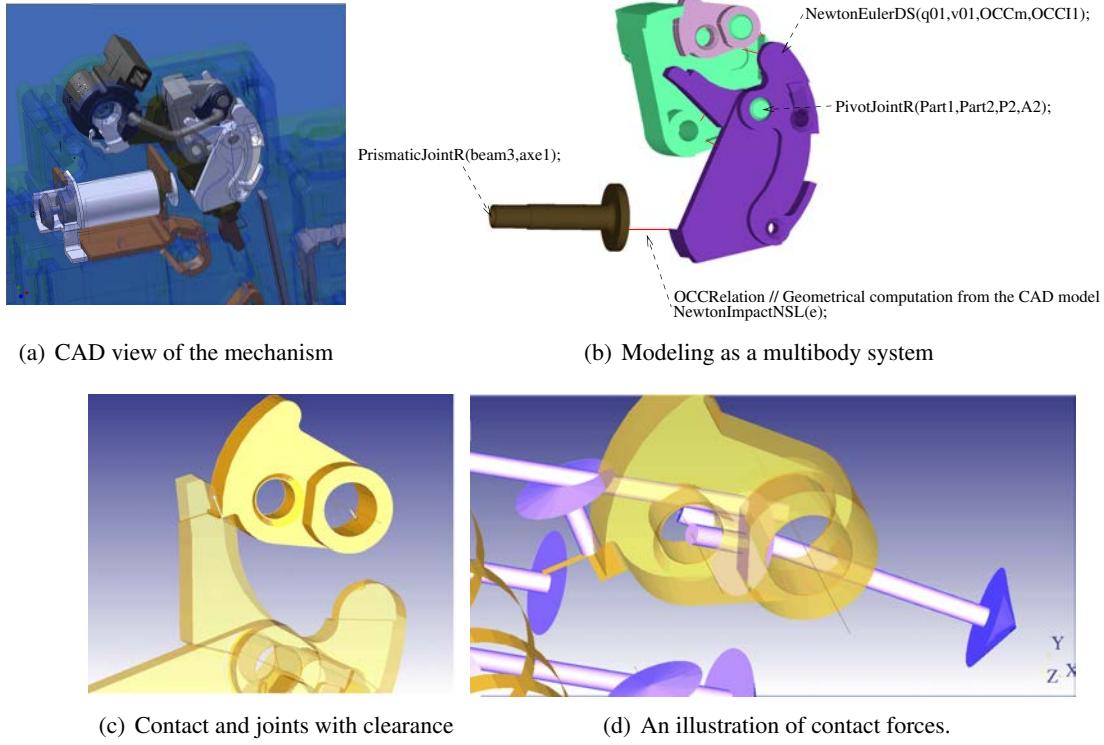 NewtonEulerDS(q01,v01,OCCm,OCCI1);
PivotJointR(Part1,Part2,P2,A2);
PrismaticJointR(beam3,axe1);
OCCRelation // Geometrical computation from the CAD model
NewtonImpactNSL(e);
(a) CAD view of the mechanism
(b) Modeling as a multibody system
Y
Z X
(c) Contact and joints with clearance
(d) An illustration of contact forces.